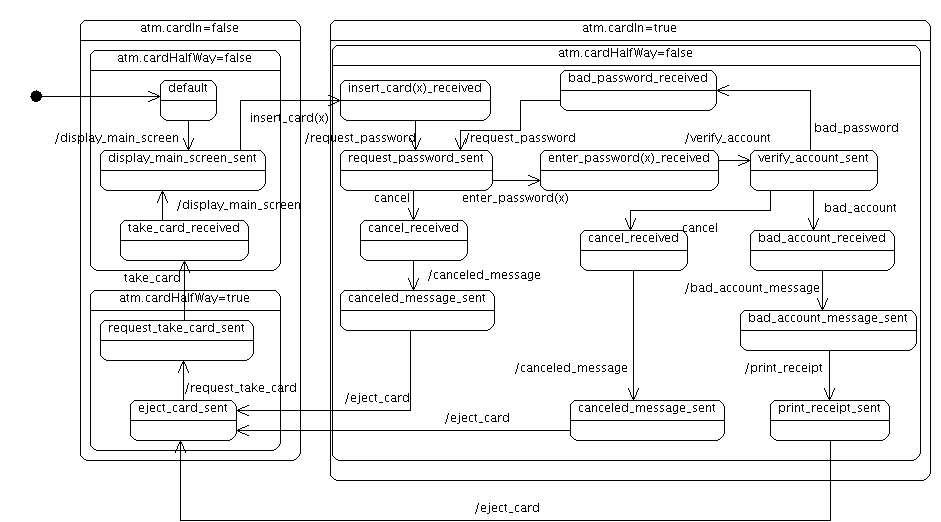 atm.cardIn=false
atm.cardIn=true
atm.cardHalfWay=false
atm.cardHalfWay=false
default
insert_card(x)_received
bad_password_received
insert_card(x)
/display_main_screen
/request_password
/request_password
/verify_account
bad_password
display_main_screen_sent
request_password_sent
enter_password(x)_received
verify_account_sent
/display_main_screen
cancel
enter_password(x)
bad_account
take_card_received
cancel_received
cancel
cancel_received
bad_account_received
take_card
/canceled_message
/bad_account_message
atm.cardHalfWay=true
canceled_message_sent
request_take_card_sent
bad_account_message_sent
/canceled_message
/print_receipt
/request_take_card
/eject_card
eject_card_sent
/eject_card
canceled_message_sent
print_receipt_sent
/eject_card